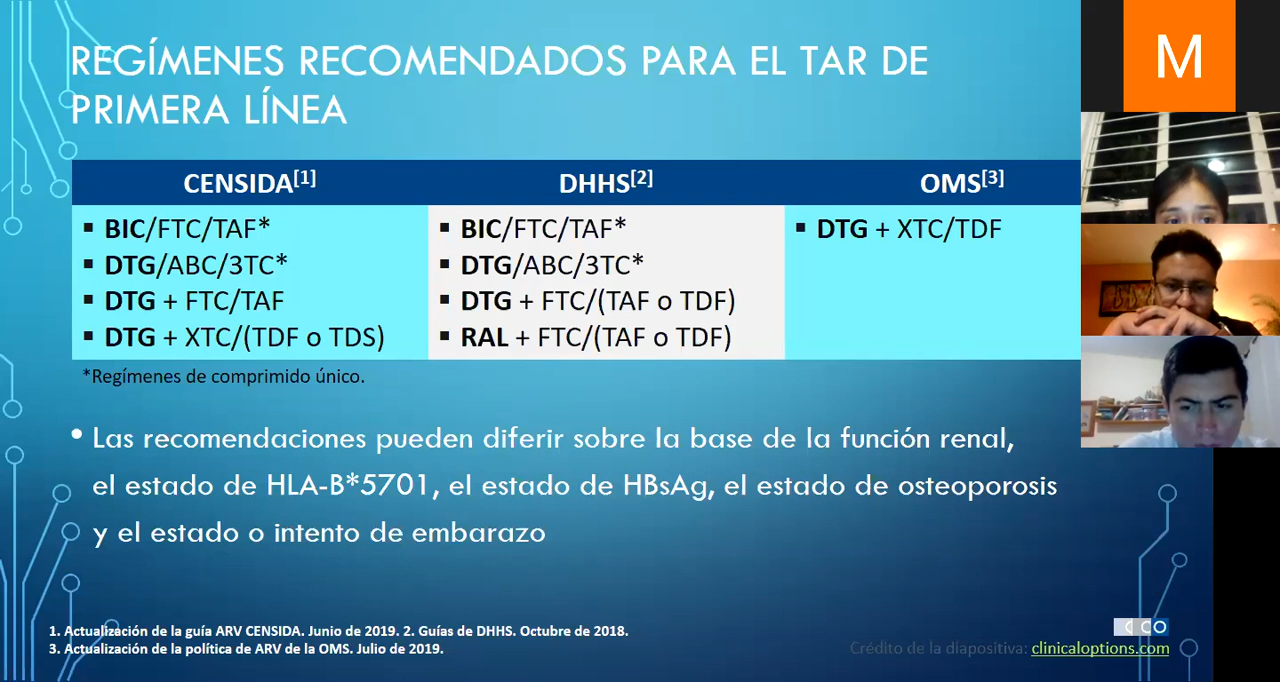 REGÍMENES RECOMENDADOS PARA EL TAR DE
PRIMERA LÍNEA
M
CENSIDA[1]
DHHS[2]
OMS[3]
▪ BIC/FTC/TAF*
▪ DTG/ABC/3TC*
▪ DTG + FTC/TAF
▪ DTG + XTC/(TDF o TDS)
▪ BIC/FTC/TAF*
▪ DTG/ABC/3TC*
▪ DTG + FTC/(TAF o TDF)
▪ RAL + FTC/(TAF o TDF)
▪ DTG + XTC/TDF
*Regímenes de comprimido único.
• Las recomendaciones pueden diferir sobre la base de la función renal,
el estado de HLA-B*5701, el estado de HBsAg, el estado de osteoporosis
y el estado o intento de embarazo
1. Actualización de la guía ARV CENSIDA. Junio de 2019. 2. Guías de DHHS. Octubre de 2018.
3. Actualización de la política de ARV de la OMS. Julio de 2019.
CCO
Crédito de la diapositiva: clinicaloptions.com